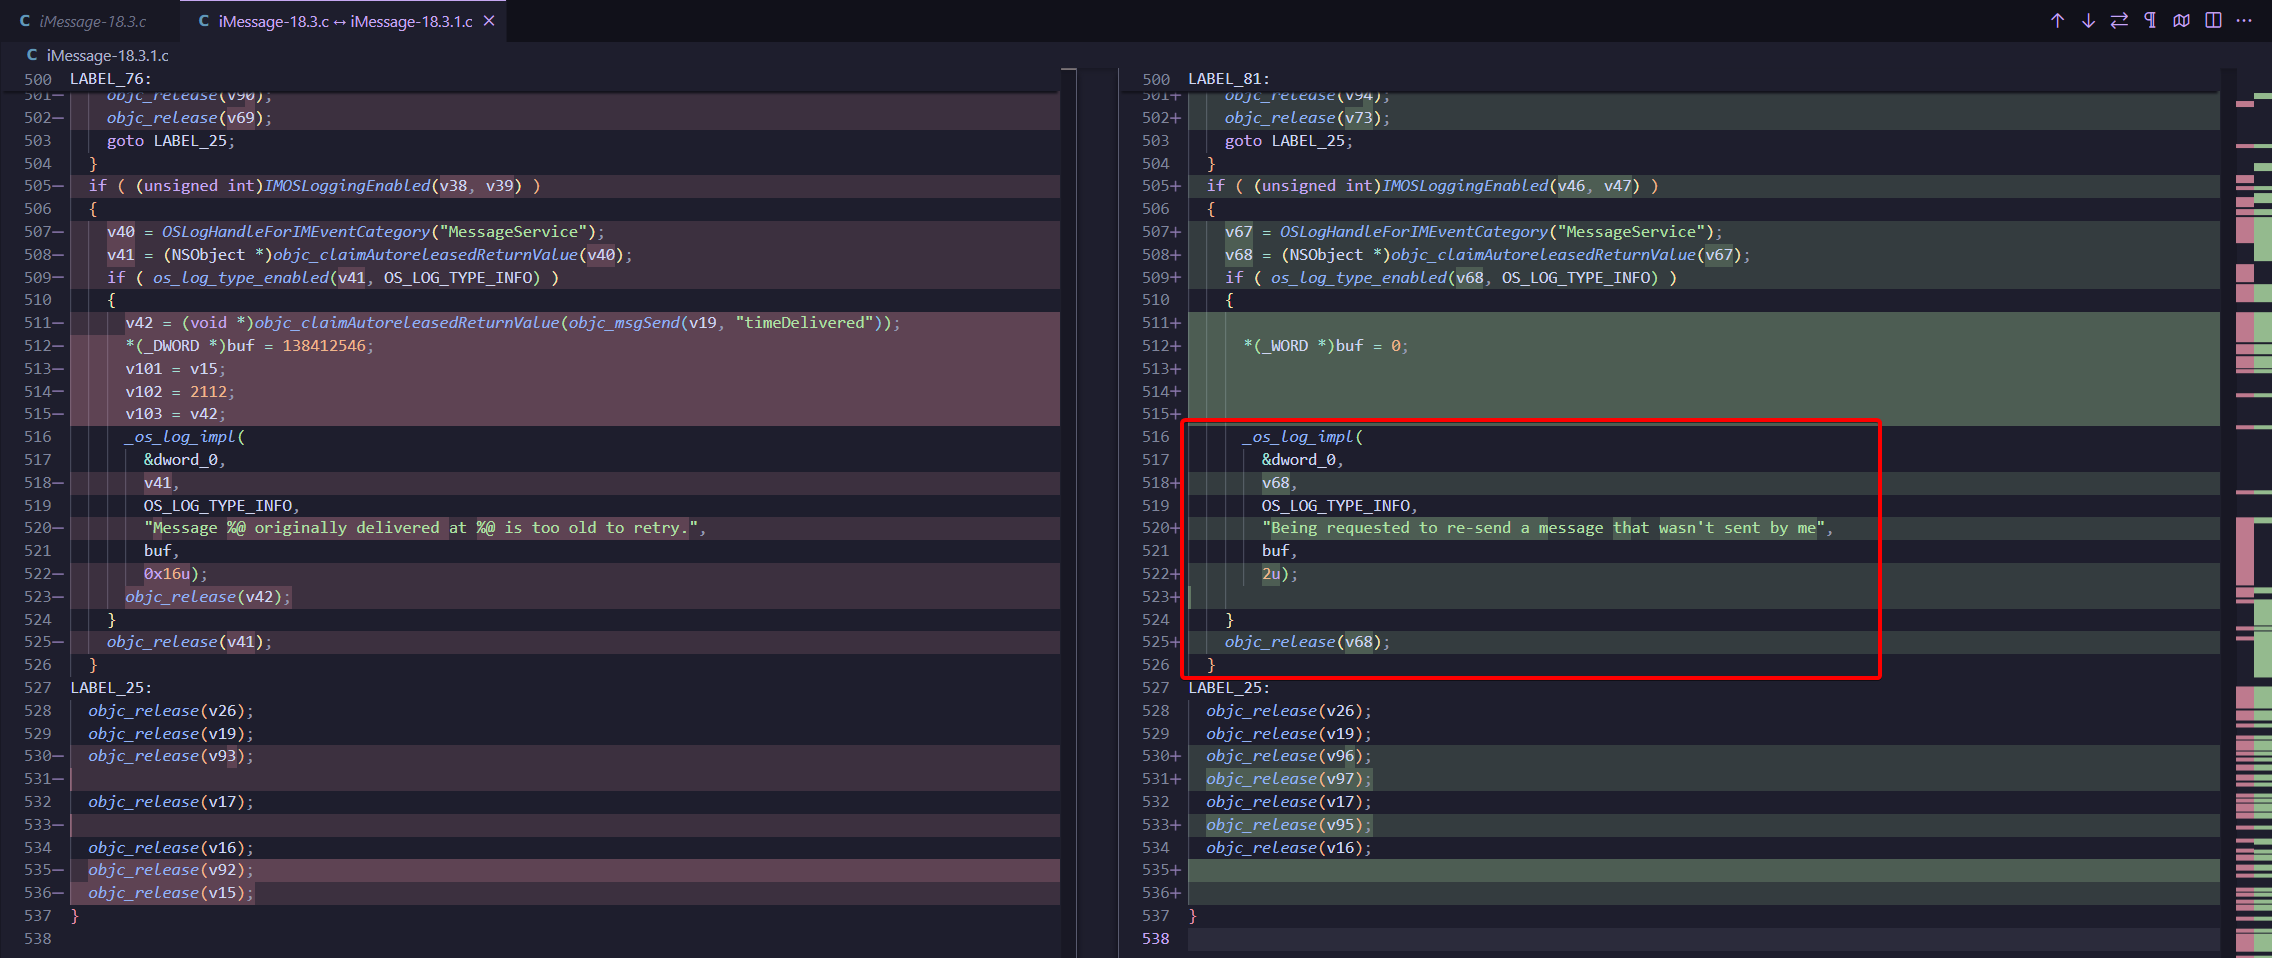 C iMessage-18.3.c
C iMessage-18.3.c ↔ iMessage-18.3.1.c ×
C iMessage-18.3.1.c
500 LABEL_76:
501− objc_release(v90);
502− objc_release(v69);
503 goto LABEL_25;
504 }
505− if ( (unsigned int)IMOSLoggingEnabled(v38, v39) )
506 {
507− v40 = OSLogHandleForIMEventCategory("MessageService");
508− v41 = (NSObject *)objc_claimAutoreleasedReturnValue(v40);
509− if ( os_log_type_enabled(v41, OS_LOG_TYPE_INFO) )
510 {
511− v42 = (void *)objc_claimAutoreleasedReturnValue(objc_msgSend(v19, "timeDelivered"));
512− *(_DWORD *)buf = 138412546;
513− v101 = v15;
514− v102 = 2112;
515− v103 = v42;
516 _os_log_impl(
517 &dword_0,
518− v41,
519 OS_LOG_TYPE_INFO,
520− "Message %@ originally delivered at %@ is too old to retry.",
521 buf,
522− 0x16u);
523− objc_release(v42);
524 }
525− objc_release(v41);
526 }
527 LABEL_25:
528 objc_release(v26);
529 objc_release(v19);
530− objc_release(v93);
531−
532 objc_release(v17);
533−
534 objc_release(v16);
535− objc_release(v92);
536− objc_release(v15);
537 }
538
500 LABEL_81:
501+ objc_release(v94);
502+ objc_release(v73);
503 goto LABEL_25;
504 }
505+ if ( (unsigned int)IMOSLoggingEnabled(v46, v47) )
506 {
507+ v67 = OSLogHandleForIMEventCategory("MessageService");
508+ v68 = (NSObject *)objc_claimAutoreleasedReturnValue(v67);
509+ if ( os_log_type_enabled(v68, OS_LOG_TYPE_INFO) )
510 {
511+
512+ *(_WORD *)buf = 0;
513+
514+
515+
516 _os_log_impl(
517 &dword_0,
518+ v68,
519 OS_LOG_TYPE_INFO,
520+ "Being requested to re-send a message that wasn't sent by me",
521 buf,
522+ 2u);
523+
524 }
525+ objc_release(v68);
526 }
527 LABEL_25:
528 objc_release(v26);
529 objc_release(v19);
530+ objc_release(v96);
531+ objc_release(v97);
532 objc_release(v17);
533+ objc_release(v95);
534 objc_release(v16);
535+
536+
537 }
538